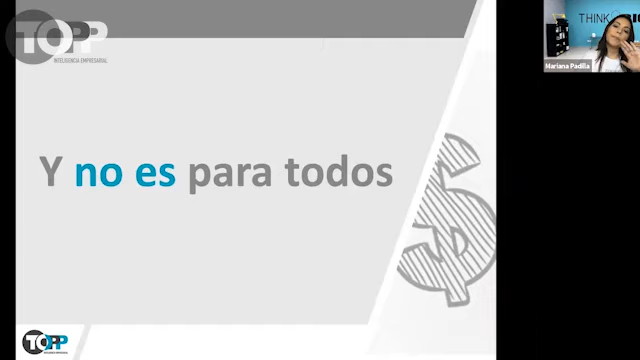 TOPP
INTELIGENCIA EMPRESARIAL
THINK
Mariana Padilla
Y no es para todos
TOPP